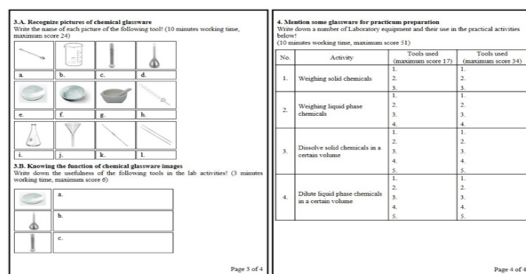 3.A. Recognize pictures of chemical glassware
Write the name of each picture of the following tool! (10 minutes working time,
maximum score 24)
a. b. c. d.
e. f. g. h.
i. j. k. l.
3.B. Knowing the function of chemical glassware images
Write down the usefulness of the following tools in the lab activities! (3 minutes
working time, maximum score 6)
a.
b.
c.
Page 3 of 4
4. Mention some glassware for practicum preparation
Write down a number of Laboratory equipment and their use in the practical activities
below!
(10 minutes working time, maximum score 51)
No. Activity Tools used Tools used
(maximum score 17) (maximum score 34)
1. Weighing solid chemicals
1. 1.
2. 2.
3. 3.
2. Weighing liquid phase
chemicals
1. 1.
2. 2.
3. 3.
4. 4.
3. Dissolve solid chemicals in a
certain volume
1. 1.
2. 2.
3. 3.
4. 4.
5. 5.
4. Dilute liquid phase chemicals
in a certain volume
1. 1.
2. 2.
3. 3.
4. 4.
5. 5.
Page 4 of 4